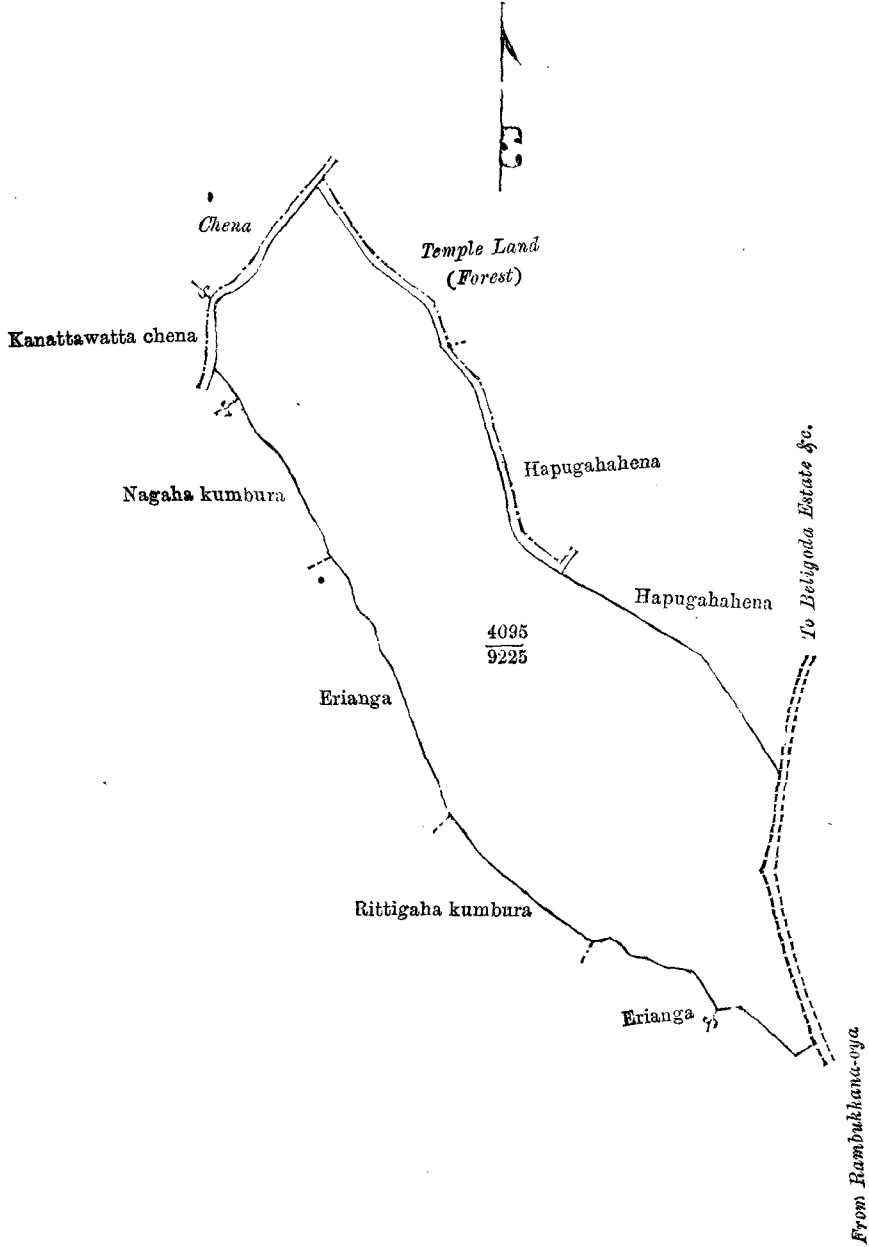 Chena
Temple Land
(Forest)
Kanattawatta chena
Hapugahahena
Nagaha kumbura
To Beligoda Estate &c.
Hapugahahena
4095
9225
Erianga
Rittigaha kumbura
Erianga
From Rambukkana-oya